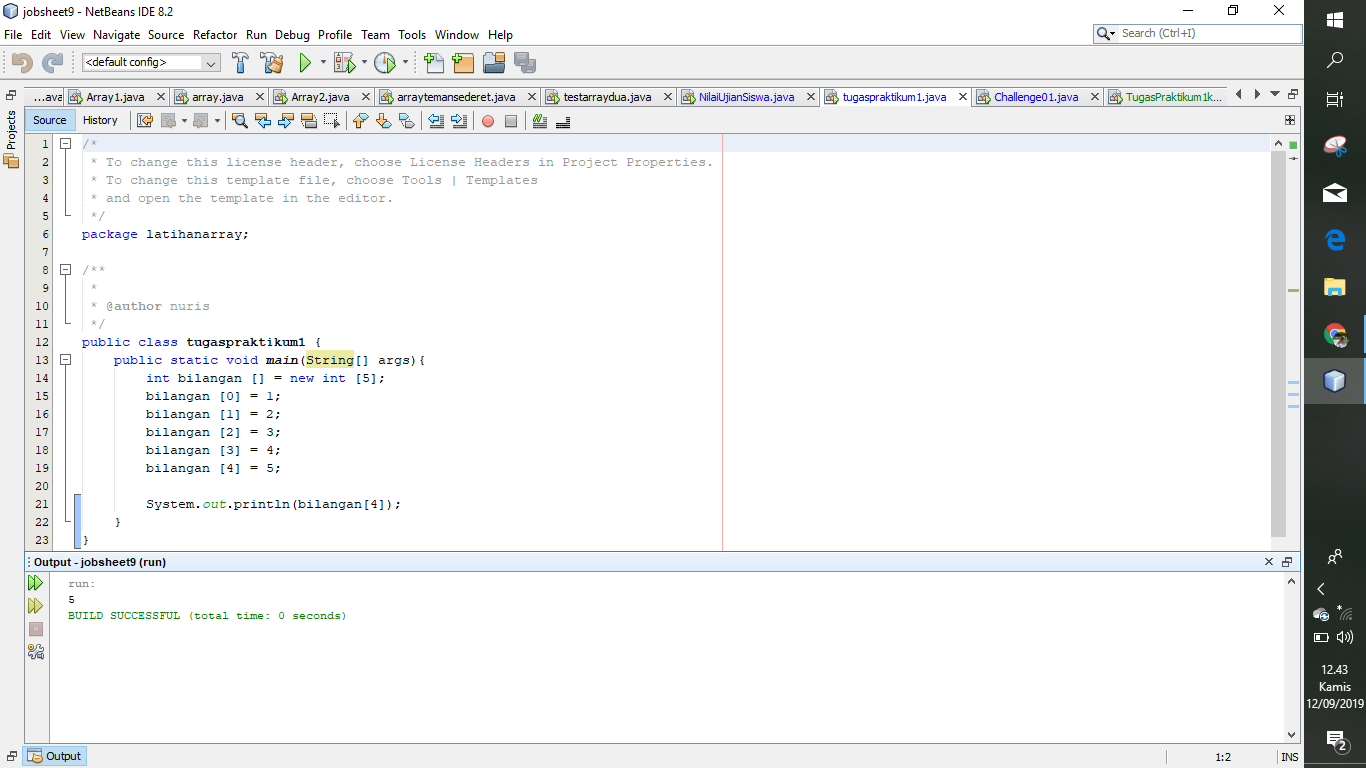 jobsheet9 - NetBeans IDE 8.2
File Edit View Navigate Source Refactor Run Debug Profile Team Tools Window Help
Search (Ctrl+I)
<default config>
...ava Array1.java array.java Array2.java arraytemansederet.java testarraydua.java NilaiUjianSiswa.java tugaspraktikum1.java Challenge01.java TugasPraktikum1k...
Projects
Source History
1 /*
2 * To change this license header, choose License Headers in Project Properties.
3 * To change this template file, choose Tools | Templates
4 * and open the template in the editor.
5 */
6 package latihanarray;
7
8 /**
9 *
10 * @author nuris
11 */
12 public class tugaspraktikum1 {
13 public static void main(String[] args){
14 int bilangan [] = new int [5];
15 bilangan [0] = 1;
16 bilangan [1] = 2;
17 bilangan [2] = 3;
18 bilangan [3] = 4;
19 bilangan [4] = 5;
20
21 System.out.println(bilangan[4]);
22 }
23 }
Output - jobsheet9 (run)
run:
5
BUILD SUCCESSFUL (total time: 0 seconds)
Output
1:2 INS
12.43
Kamis
12/09/2019
2